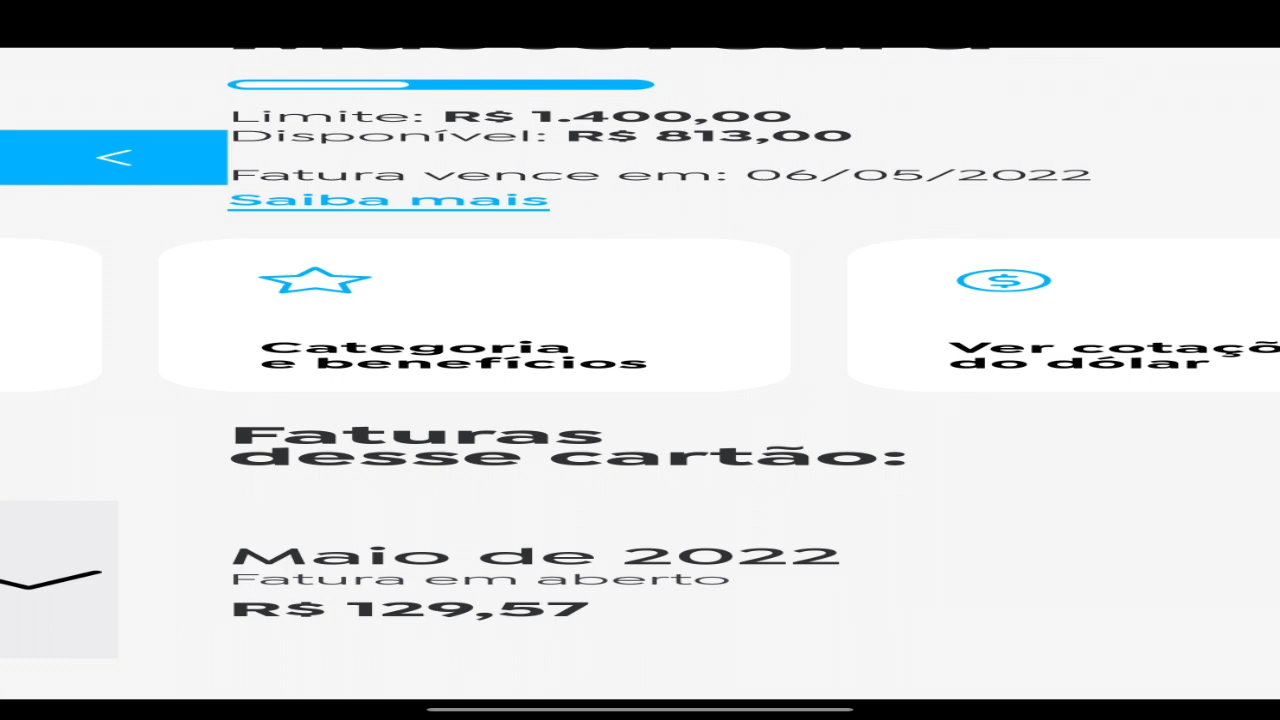 Limite: R$ 1.400,00
Disponível: R$ 813,00
Fatura vence em: 06/05/2022
Saiba mais
Categoria
e benefícios
Ver cotaçõ
do dólar
Faturas
desse cartão:
Maio de 2022
Fatura em aberto
R$ 129,57